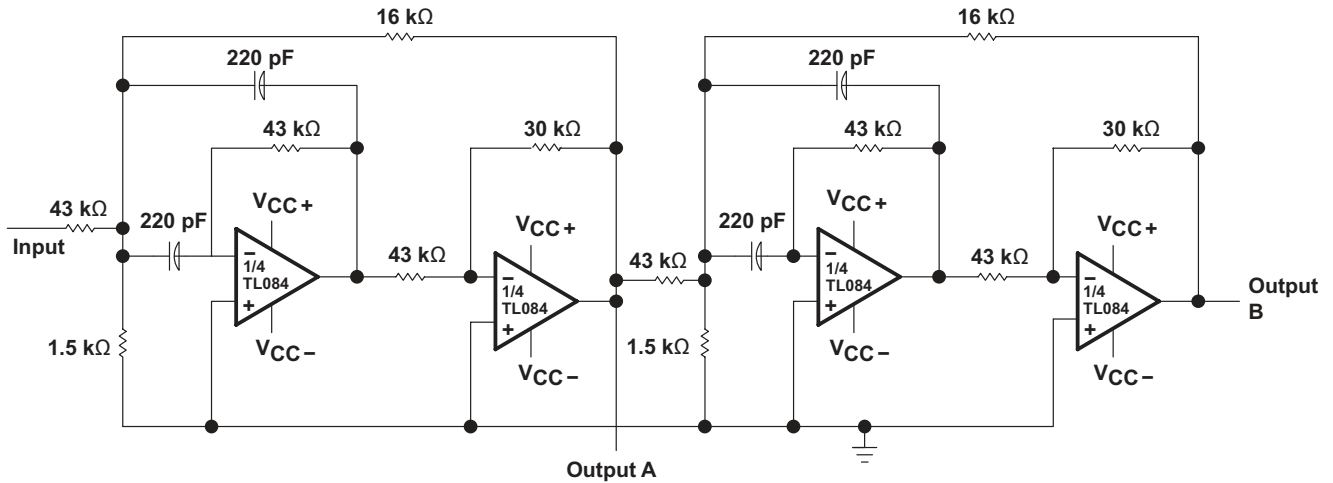 16 kΩ
16 kΩ
220 pF
220 pF
43 kΩ
30 kΩ
43 kΩ
30 kΩ
43 kΩ
Input
220 pF
VCC+
−
1/4
TL084
+
VCC−
1.5 kΩ
43 kΩ
VCC+
−
1/4
TL084
+
VCC−
43 kΩ
220 pF
VCC+
−
1/4
TL084
+
VCC−
1.5 kΩ
43 kΩ
VCC+
−
1/4
TL084
+
VCC−
Output
B
Output A